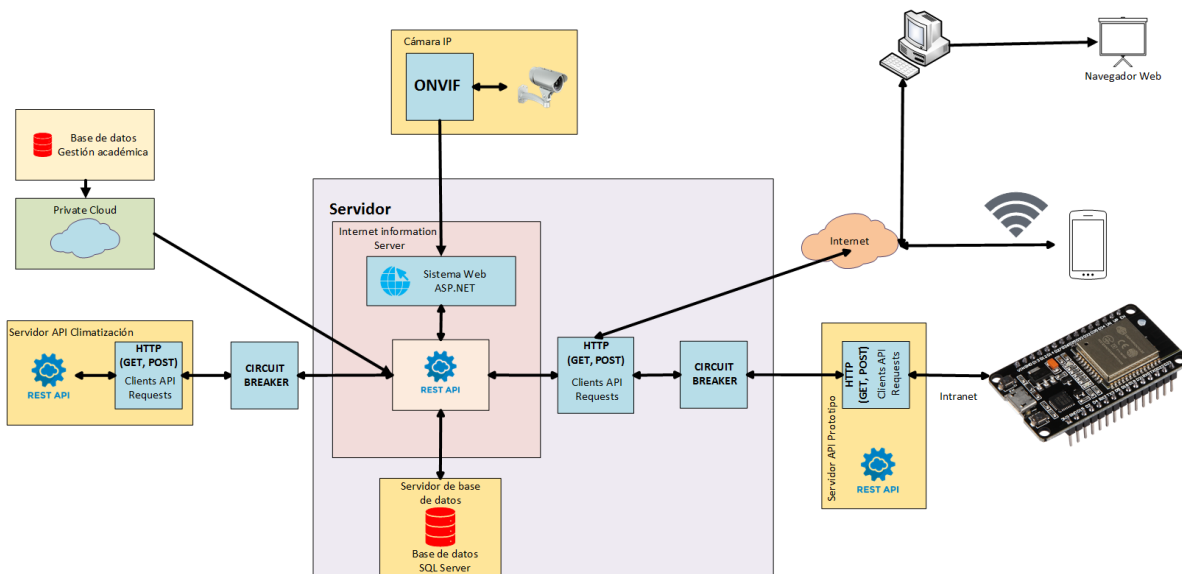 Cámara IP
ONVIF
Navegador Web
Base de datos
Gestión académica
Private Cloud
Servidor
Internet information
Server
Internet
Sistema Web
ASP.NET
Servidor API Climatización
REST API
HTTP
(GET, POST)
Clients API
Requests
CIRCUIT
BREAKER
REST API
HTTP
(GET, POST)
Clients API
Requests
CIRCUIT
BREAKER
Servidor API Prototipo
HTTP
(GET, POST)
Clients API
Requests
REST API
Intranet
Servidor de base
de datos
Base de datos
SQL Server